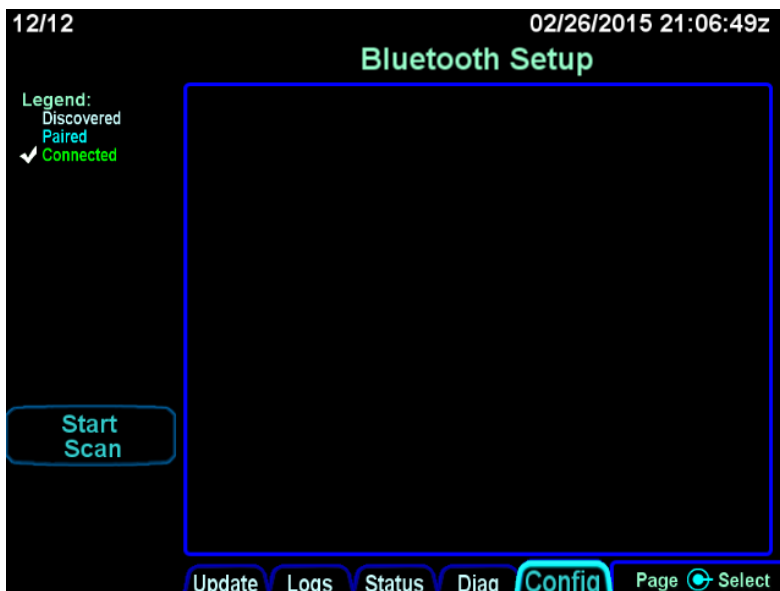 12/12
02/26/2015 21:06:49z
Bluetooth Setup
Legend:
Discovered
Paired
Connected
Start
Scan
Update Logs Status Diag Config Page Select